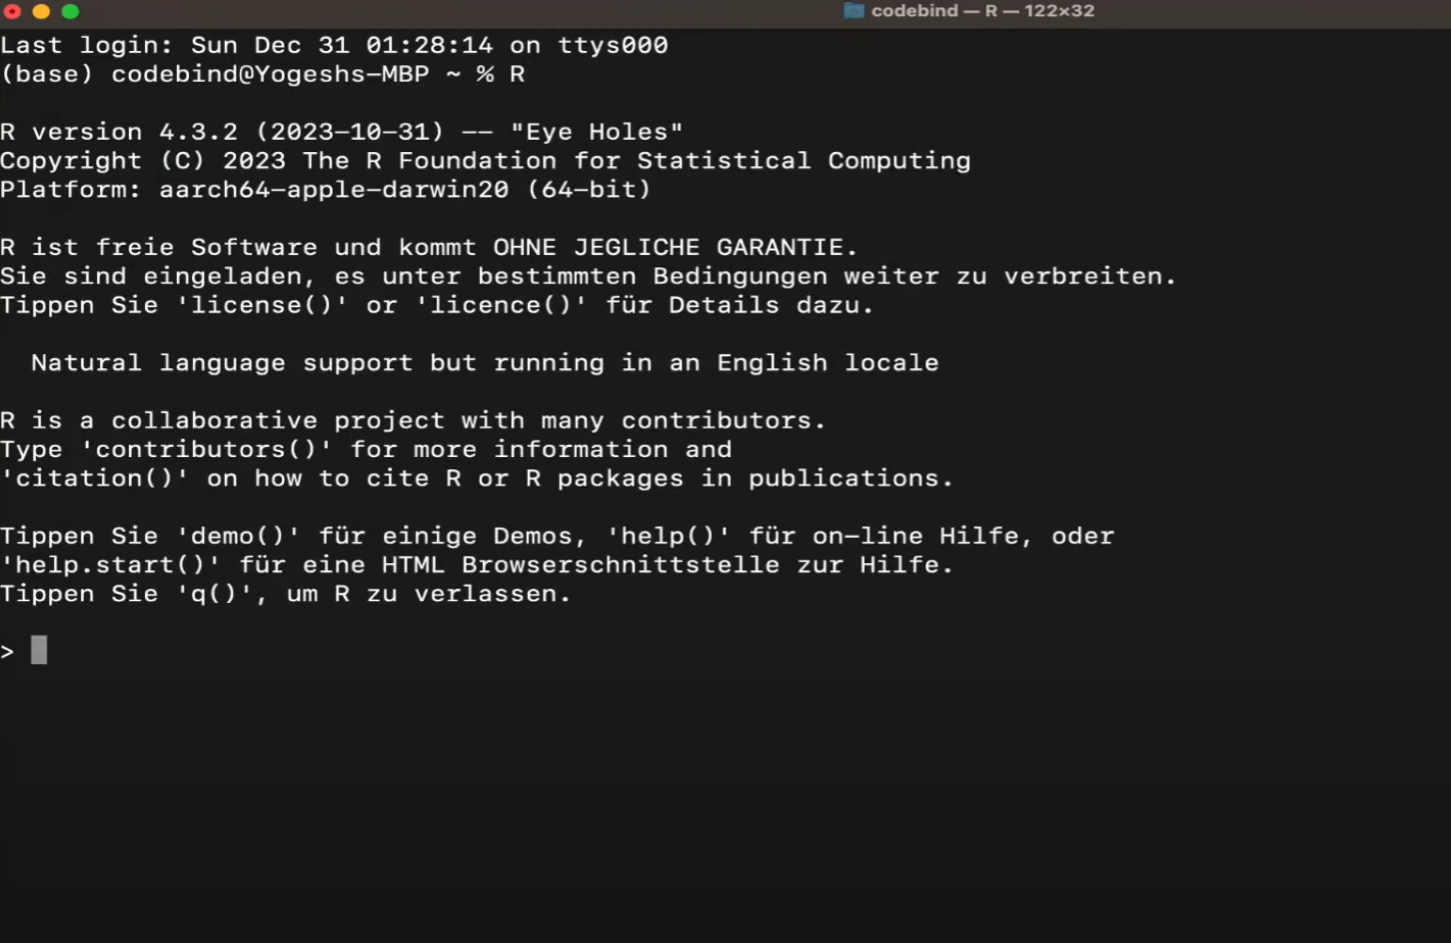 codebind — R — 122×32
Last login: Sun Dec 31 01:28:14 on ttys000
(base) codebind@Yogeshs-MBP ~ % R
R version 4.3.2 (2023-10-31) -- "Eye Holes"
Copyright (C) 2023 The R Foundation for Statistical Computing
Platform: aarch64-apple-darwin20 (64-bit)
R ist freie Software und kommt OHNE JEGLICHE GARANTIE.
Sie sind eingeladen, es unter bestimmten Bedingungen weiter zu verbreiten.
Tippen Sie 'license()' or 'licence()' für Details dazu.
Natural language support but running in an English locale
R is a collaborative project with many contributors.
Type 'contributors()' for more information and
'citation()' on how to cite R or R packages in publications.
Tippen Sie 'demo()' für einige Demos, 'help()' für on-line Hilfe, oder
'help.start()' für eine HTML Browserschnittstelle zur Hilfe.
Tippen Sie 'q()', um R zu verlassen.
>